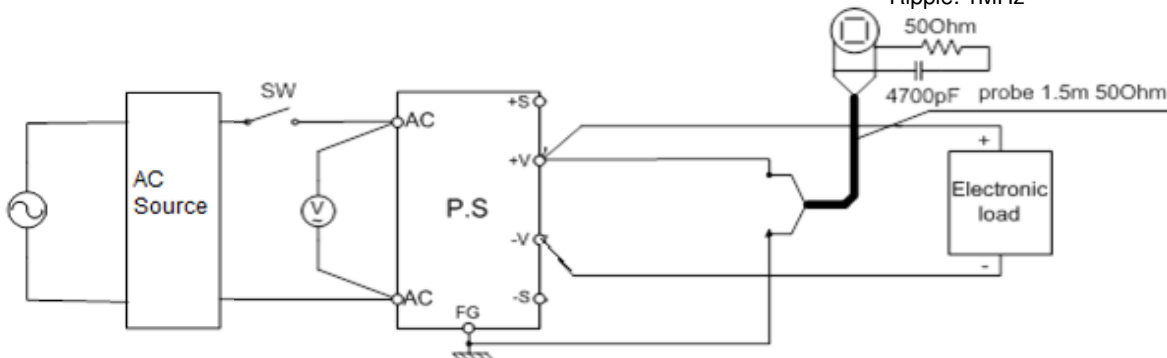 Ripple: 1MHz
50Ohm
4700pF
probe 1.5m 50Ohm
SW
+S
AC
+V
+
AC
Source
V
P.S
Electronic
load
-V
-
AC
-S
FG